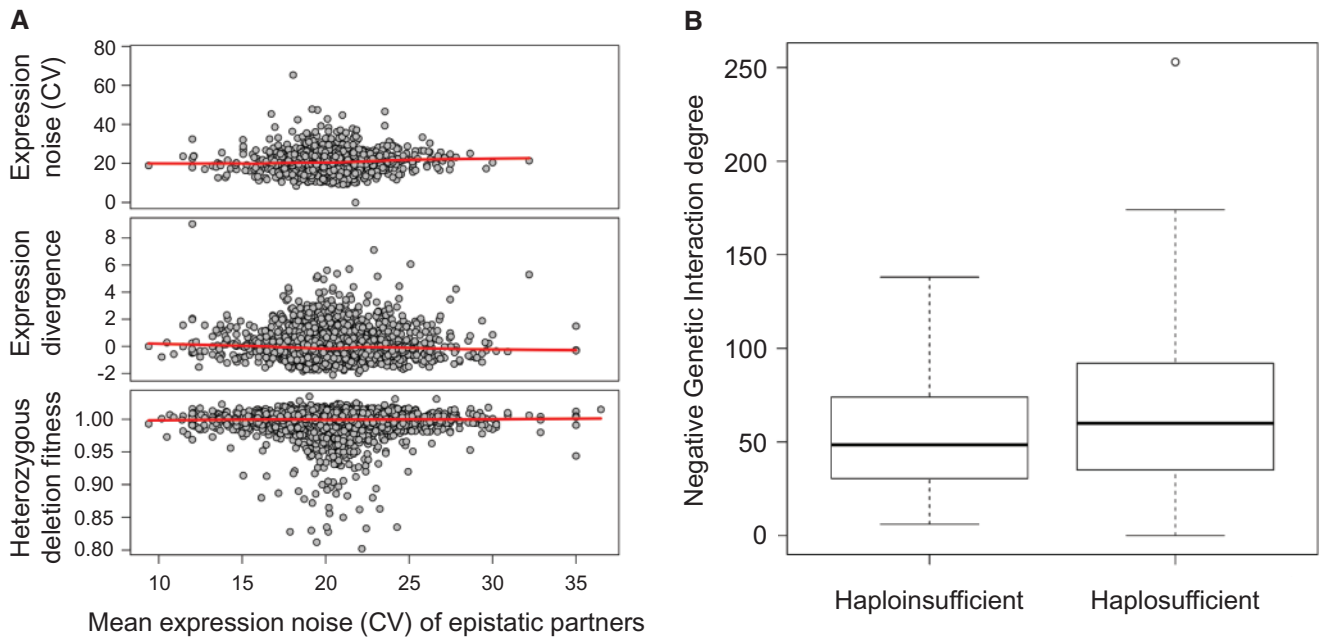 A
Expression
noise (CV)
80
60
40
20
0
Expression
divergence
8
6
4
2
0
-2
Heterozygous
deletion fitness
1.00
0.95
0.90
0.85
0.80
10 15 20 25 30 35
Mean expression noise (CV) of epistatic partners
B
Negative Genetic Interaction degree
250
200
150
100
50
0
Haploinsufficient Haplosufficient